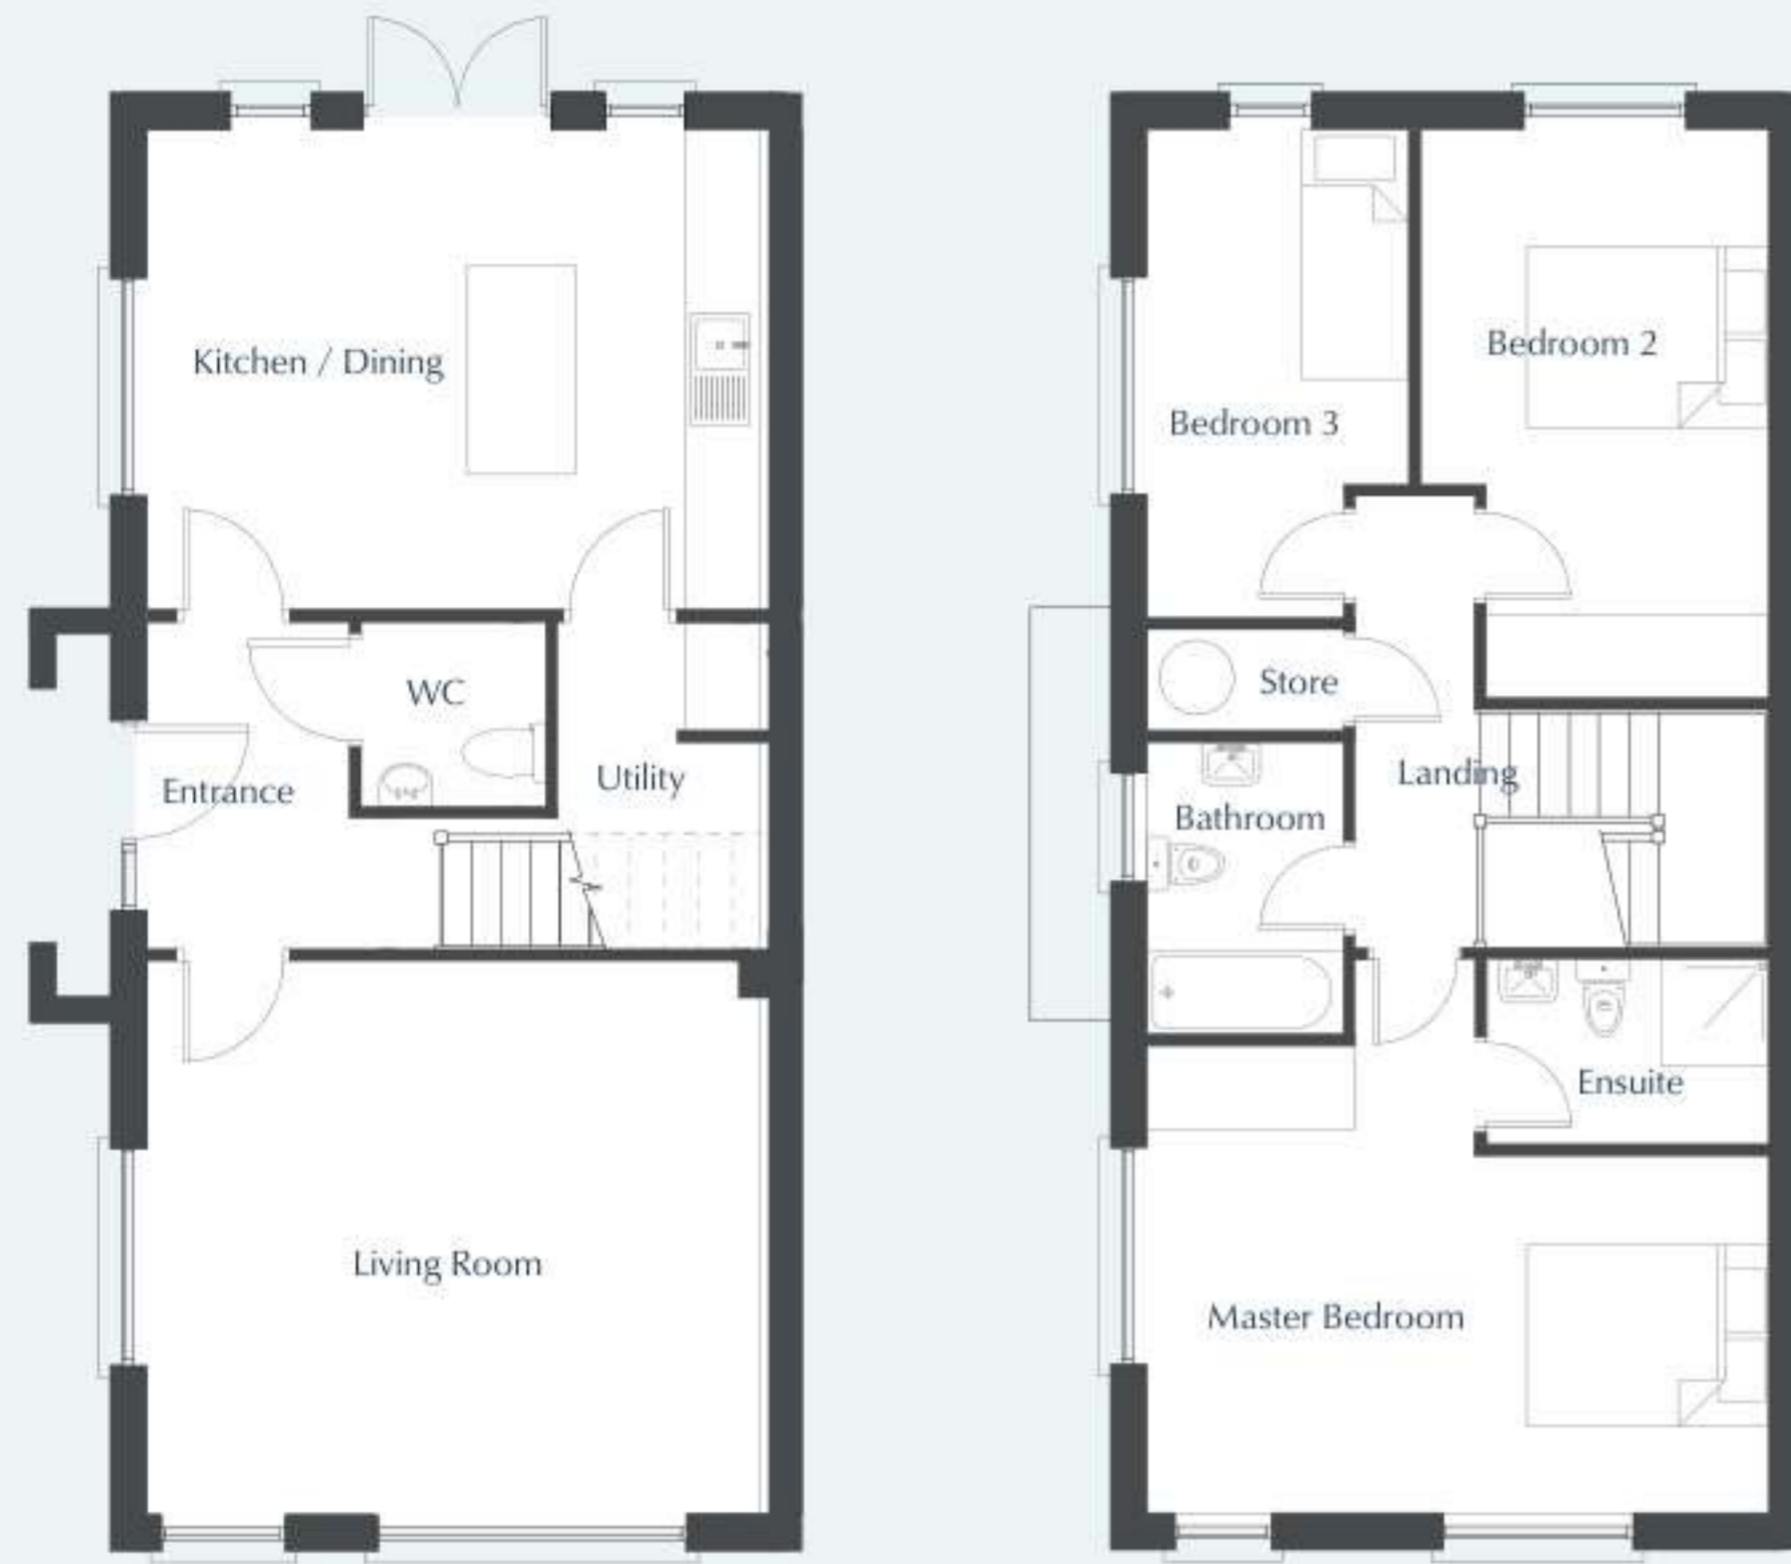 Kitchen / Dining
WC
Entrance
Utility
Living Room
Bedroom 2
Bedroom 3
Store
Landing
Bathroom
Ensuite
Master Bedroom